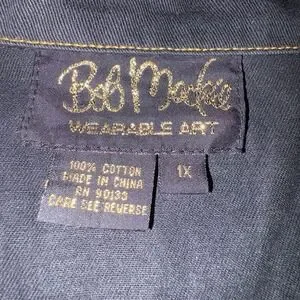 Bob Mackie
WEARABLE ART
100% COTTON
MADE IN CHINA
RN 90133
CARE SEE REVERSE
1X